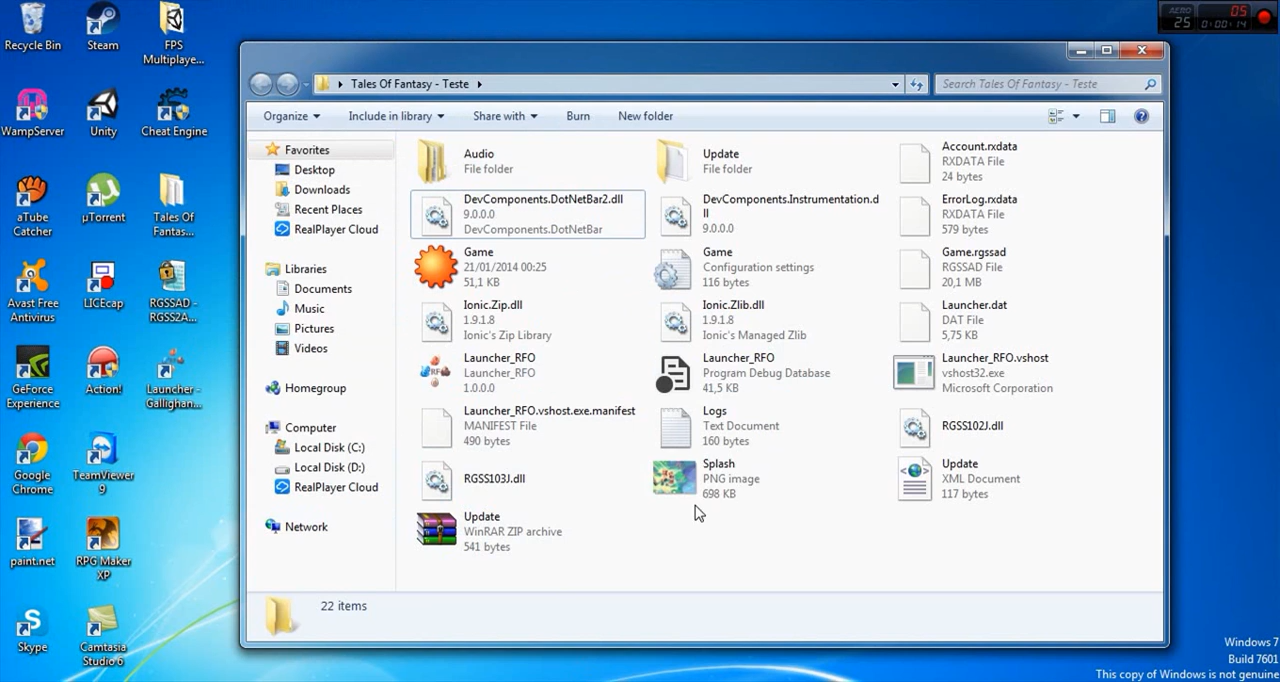 Recycle Bin
Steam
FPS
Multiplaye...
WampServer
Unity
Cheat Engine
aTube
Catcher
µTorrent
Tales Of
Fantas...
Avast Free
Antivirus
LICEcap
RGSSAD -
RGSS2A...
GeForce
Experience
Action!
Launcher -
Gallighan...
Google
Chrome
TeamViewer
9
paint.net
RPG Maker
XP
Skype
Camtasia
Studio 6
AERO
25
05
0:00:14
Tales Of Fantasy - Teste
Search Tales Of Fantasy - Teste
Organize
Include in library
Share with
Burn
New folder
Favorites
Desktop
Downloads
Recent Places
RealPlayer Cloud
Libraries
Documents
Music
Pictures
Videos
Homegroup
Computer
Local Disk (C:)
Local Disk (D:)
RealPlayer Cloud
Network
Audio
File folder
Update
File folder
Account.rxdata
RXDATA File
24 bytes
DevComponents.DotNetBar2.dll
9.0.0.0
DevComponents.DotNetBar
DevComponents.Instrumentation.d
ll
9.0.0.0
ErrorLog.rxdata
RXDATA File
579 bytes
Game
21/01/2014 00:25
51,1 KB
Game
Configuration settings
116 bytes
Game.rgssad
RGSSAD File
20,1 MB
Ionic.Zip.dll
1.9.1.8
Ionic's Zip Library
Ionic.Zlib.dll
1.9.1.8
Ionic's Managed Zlib
Launcher.dat
DAT File
5,75 KB
Launcher_RFO
Launcher_RFO
1.0.0.0
Launcher_RFO
Program Debug Database
41,5 KB
Launcher_RFO.vshost
vshost32.exe
Microsoft Corporation
Launcher_RFO.vshost.exe.manifest
MANIFEST File
490 bytes
Logs
Text Document
160 bytes
RGSS102J.dll
RGSS103J.dll
Splash
PNG image
698 KB
Update
XML Document
117 bytes
Update
WinRAR ZIP archive
541 bytes
22 items
Windows 7
Build 7601
This copy of Windows is not genuine